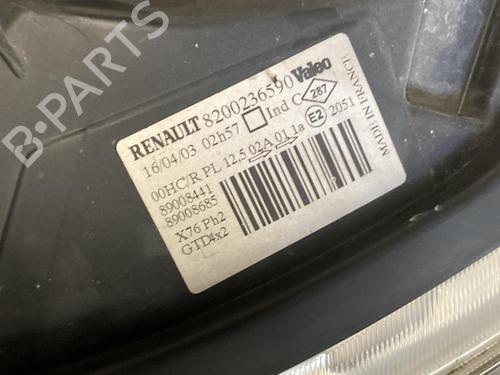 B-PARTS
RENAULT 8200236590 Valeo
16/04/03 02h57 Ind C 287
00HC/R PL 12.5 02A 01 1a E2 2051
89008441
89008685
X76 Ph2
GTD4x2
MADE IN FRANCE